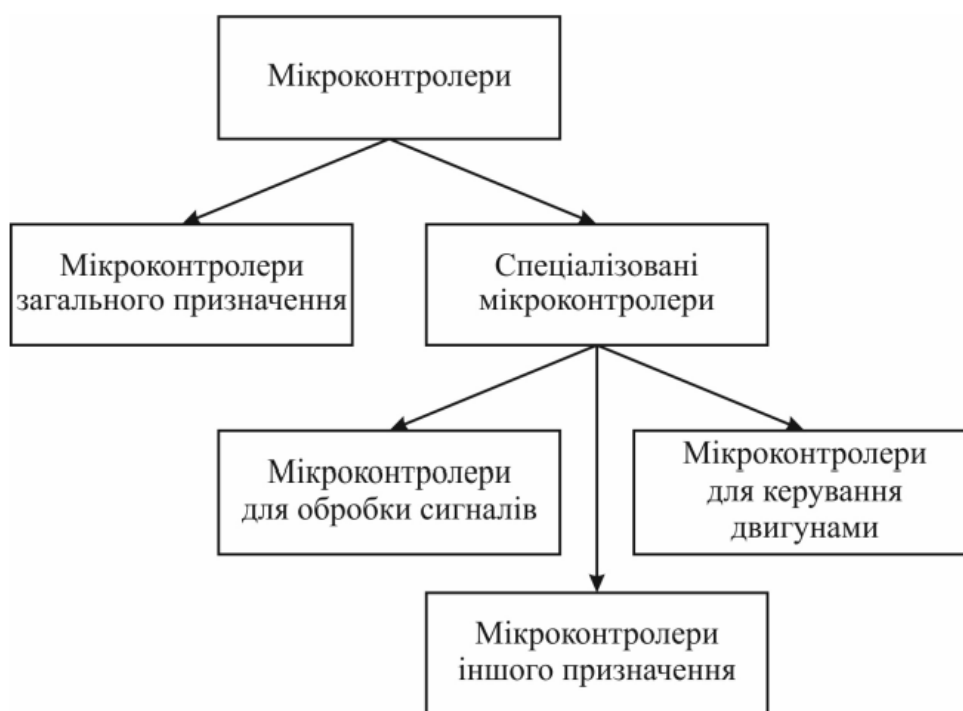 Мікроконтролери
Мікроконтролери
загального призначення
Спеціалізовані
мікроконтролери
Мікроконтролери
для обробки сигналів
Мікроконтролери
для керування
двигунами
Мікроконтролери
іншого призначення